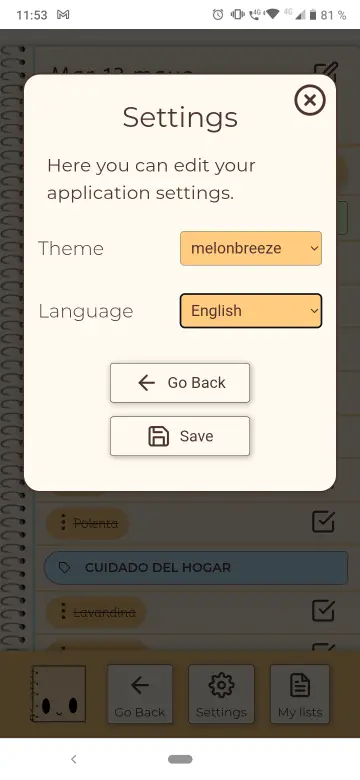 11:53
4G
4G
81 %
Mar 13 mayo
Settings
Here you can edit your
application settings.
Theme
melonbreeze
Language
English
Go Back
Save
Polenta
CUIDADO DEL HOGAR
Lavandina
Go Back
Settings
My lists